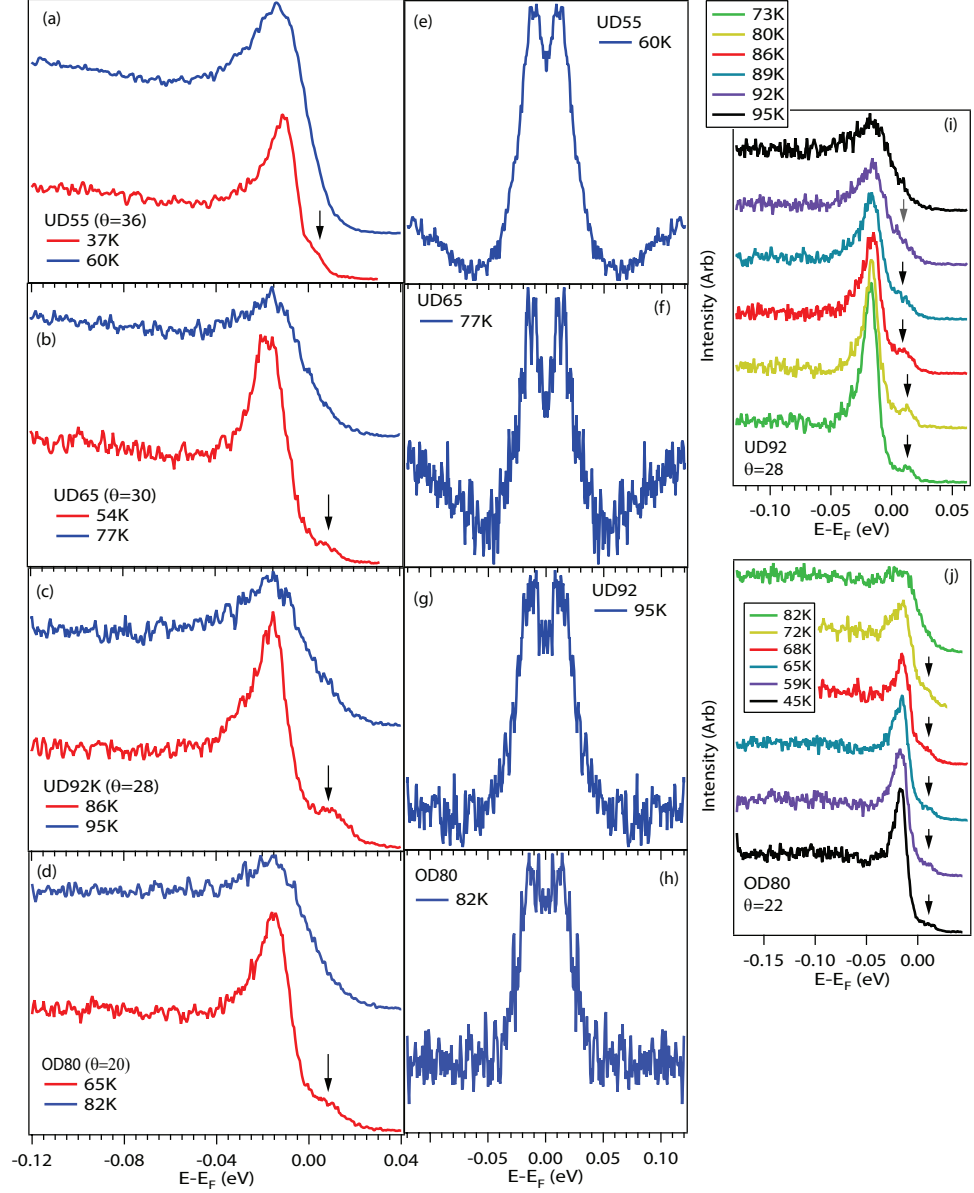 (a)
UD55 (θ=36)
37K
60K
(b)
UD65 (θ=30)
54K
77K
(c)
UD92K (θ=28)
86K
95K
(d)
OD80 (θ=20)
65K
82K
-0.12 -0.08 -0.04 0.00 0.04
E-EF (eV)
(e)
UD55
60K
UD65
77K
(f)
(g)
UD92
95K
OD80
82K
(h)
-0.05 0.00 0.05 0.10
E-EF (eV)
73K
80K
86K
89K
92K
95K
(i)
Intensity (Arb)
UD92
θ=28
-0.10 -0.05 0.00 0.05
E-EF (eV)
(j)
82K
72K
68K
65K
59K
45K
Intensity (Arb)
OD80
θ=22
-0.15 -0.10 -0.05 0.00
E-EF (eV)